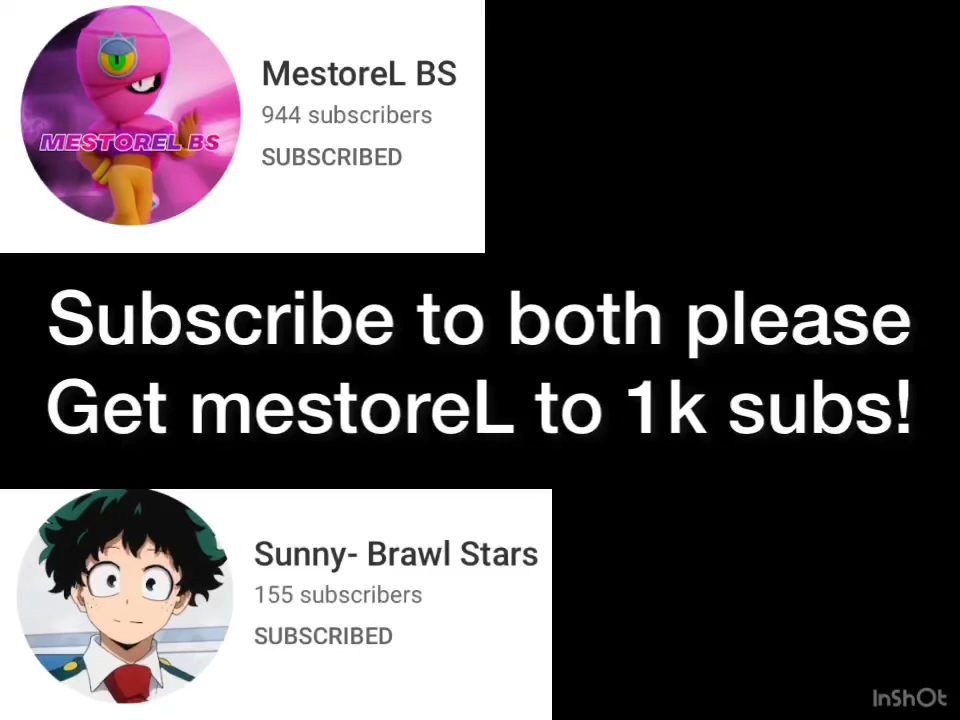 MESTOREL BS
MestoreL BS
944 subscribers
SUBSCRIBED
Subscribe to both please
Get mestoreL to 1k subs!
Sunny- Brawl Stars
155 subscribers
SUBSCRIBED
InShOt